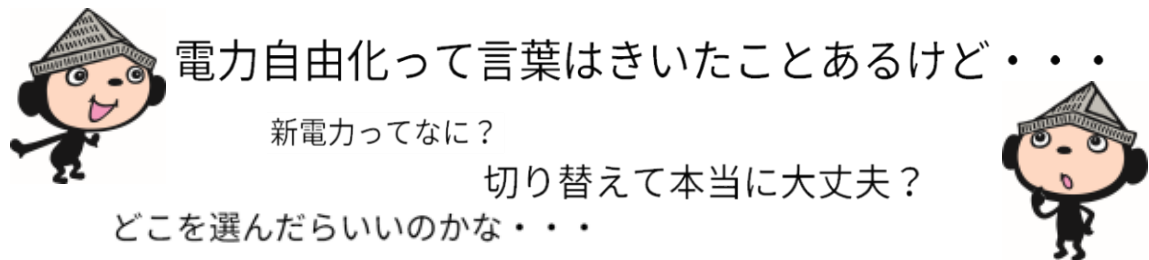 電力自由化って言葉はきいたことあるけど・・・
新電力ってなに？
切り替えて本当に大丈夫？
どこを選んだらいいのかな・・・